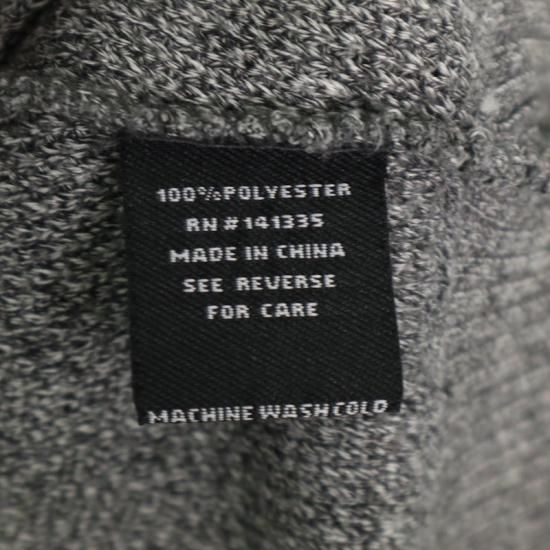 100%POLYESTER
RN #141335
MADE IN CHINA
SEE REVERSE
FOR CARE
MACHINE WASH COLD